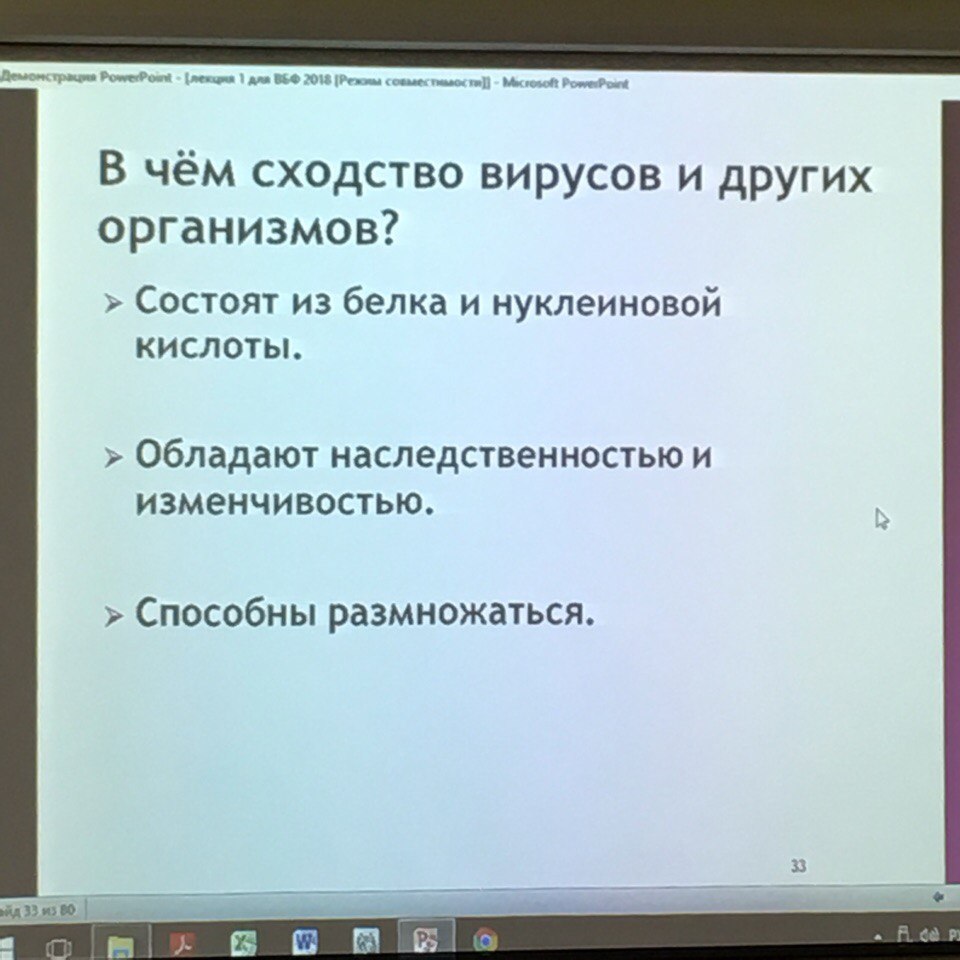 Демонстрация PowerPoint - [лекция 1 для ВБФ 2018 [Режим совместимости]] - Microsoft PowerPoint
В чём сходство вирусов и других
организмов?
➢ Состоят из белка и нуклеиновой
кислоты.
➢ Обладают наследственностью и
изменчивостью.
➢ Способны размножаться.
33
айд 33 из 80